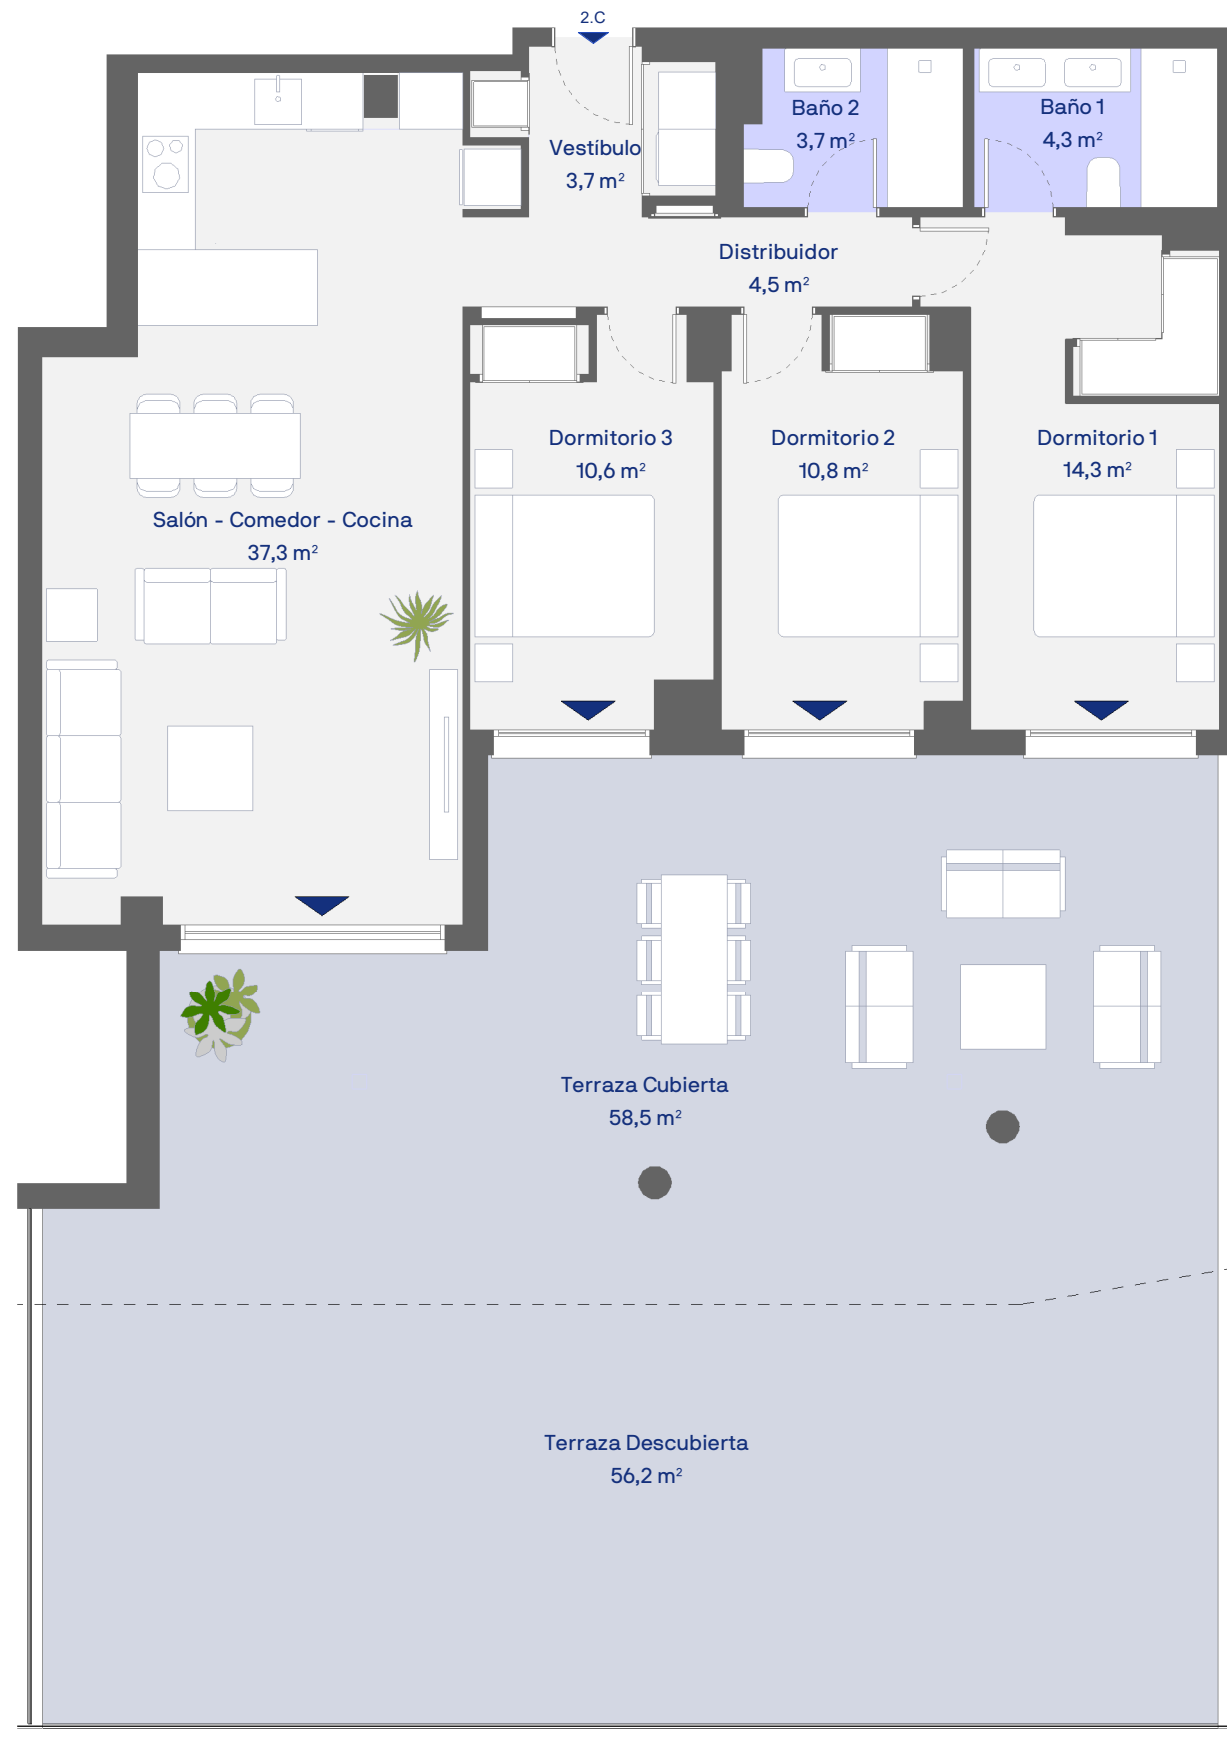 2.C
Baño 2
3,7 m²
Baño 1
4,3 m²
Vestíbulo
3,7 m²
Distribuidor
4,5 m²
Dormitorio 3
10,6 m²
Dormitorio 2
10,8 m²
Dormitorio 1
14,3 m²
Salón - Comedor - Cocina
37,3 m²
Terraza Cubierta
58,5 m²
Terraza Descubierta
56,2 m²